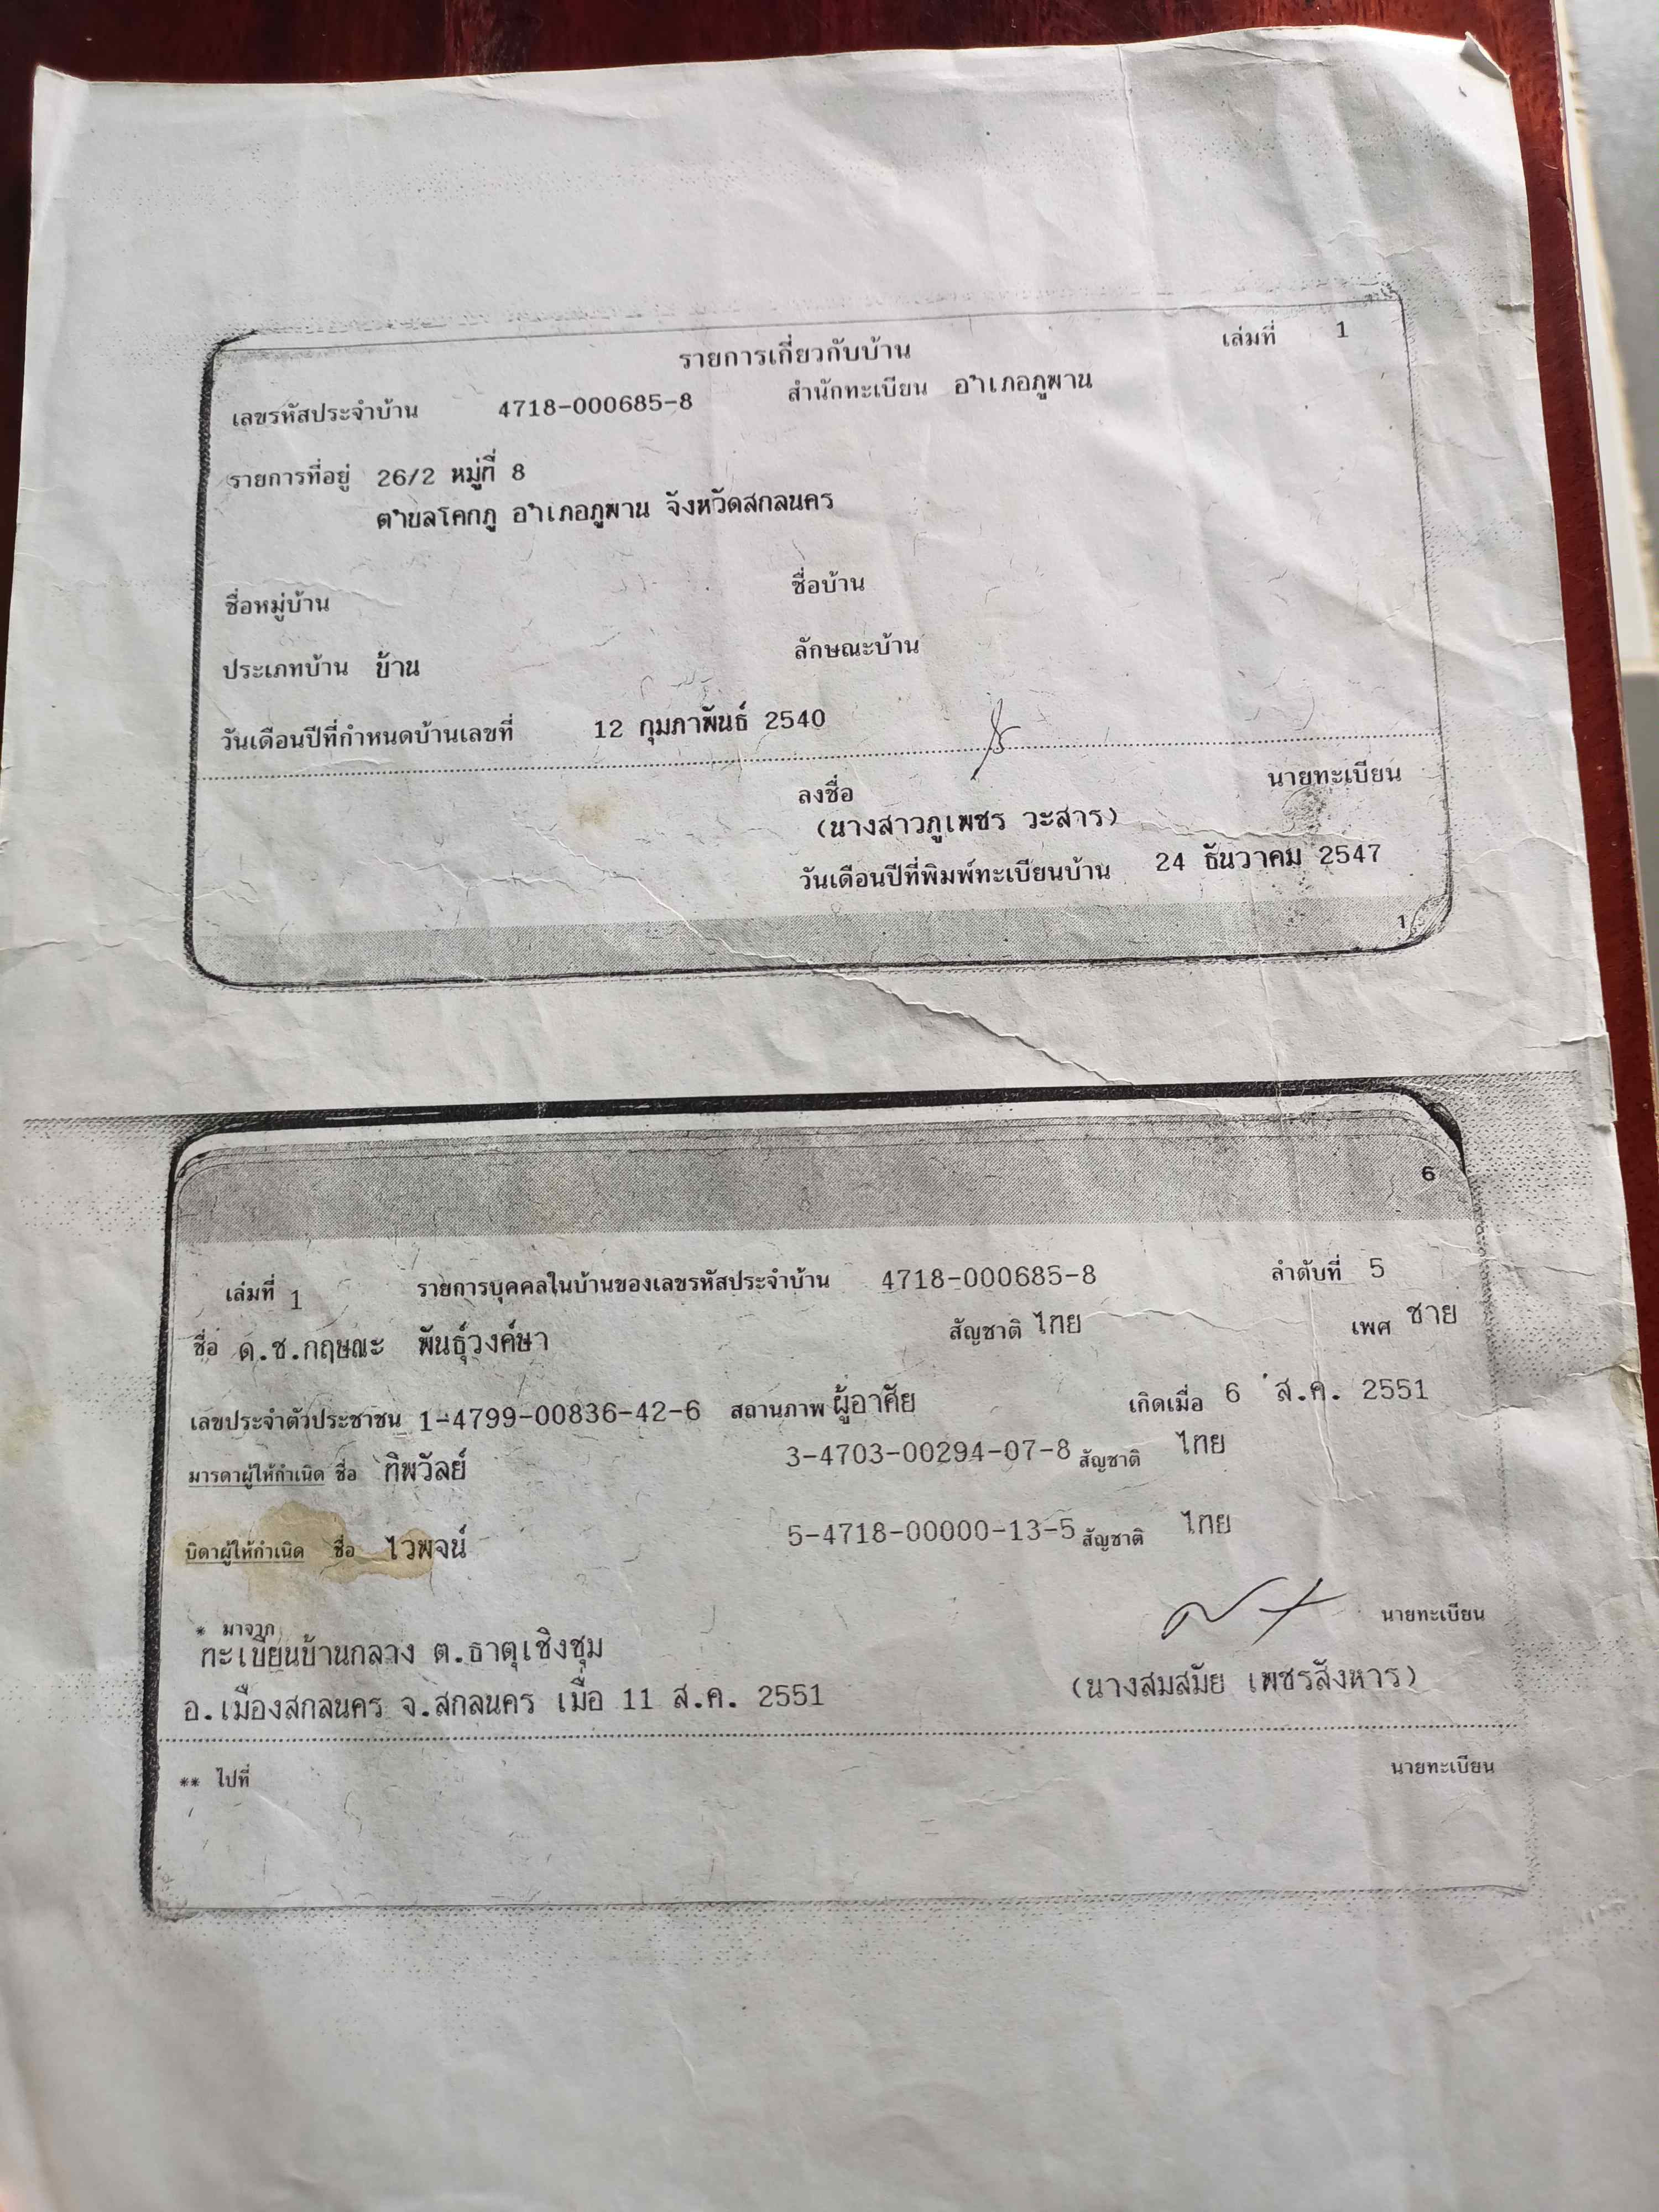 รายการเกี่ยวกับบ้าน เล่มที่ 1
เลขรหัสประจำบ้าน 4718-000685-8 สำนักทะเบียน อำเภอภูพาน
รายการที่อยู่ 26/2 หมู่ที่ 8
ตำบลโคกภู อำเภอภูพาน จังหวัดสกลนคร
ชื่อหมู่บ้าน ชื่อบ้าน
ประเภทบ้าน บ้าน ลักษณะบ้าน
วันเดือนปีที่กำหนดบ้านเลขที่ 12 กุมภาพันธ์ 2540
ลงชื่อ นายทะเบียน
(นางสาวภูเพชร วะสาร)
วันเดือนปีที่พิมพ์ทะเบียนบ้าน 24 ธันวาคม 2547
1
6
เล่มที่ 1 รายการบุคคลในบ้านของเลขรหัสประจำบ้าน 4718-000685-8 ลำดับที่ 5
ชื่อ ด.ช.กฤษณะ พันธุ์วงค์ษา สัญชาติ ไทย เพศ ชาย
เลขประจำตัวประชาชน 1-4799-00836-42-6 สถานภาพ ผู้อาศัย เกิดเมื่อ 6 ส.ค. 2551
มารดาผู้ให้กำเนิด ชื่อ ทิพวัลย์ 3-4703-00294-07-8 สัญชาติ ไทย
บิดาผู้ให้กำเนิด ชื่อ ไวพจน์ 5-4718-00000-13-5 สัญชาติ ไทย
* มาจาก นายทะเบียน
ทะเบียนบ้านกลาง ต.ธาตุเชิงชุม
อ.เมืองสกลนคร จ.สกลนคร เมื่อ 11 ส.ค. 2551 (นางสมสมัย เพชรสังหาร)
** ไปที่ นายทะเบียน